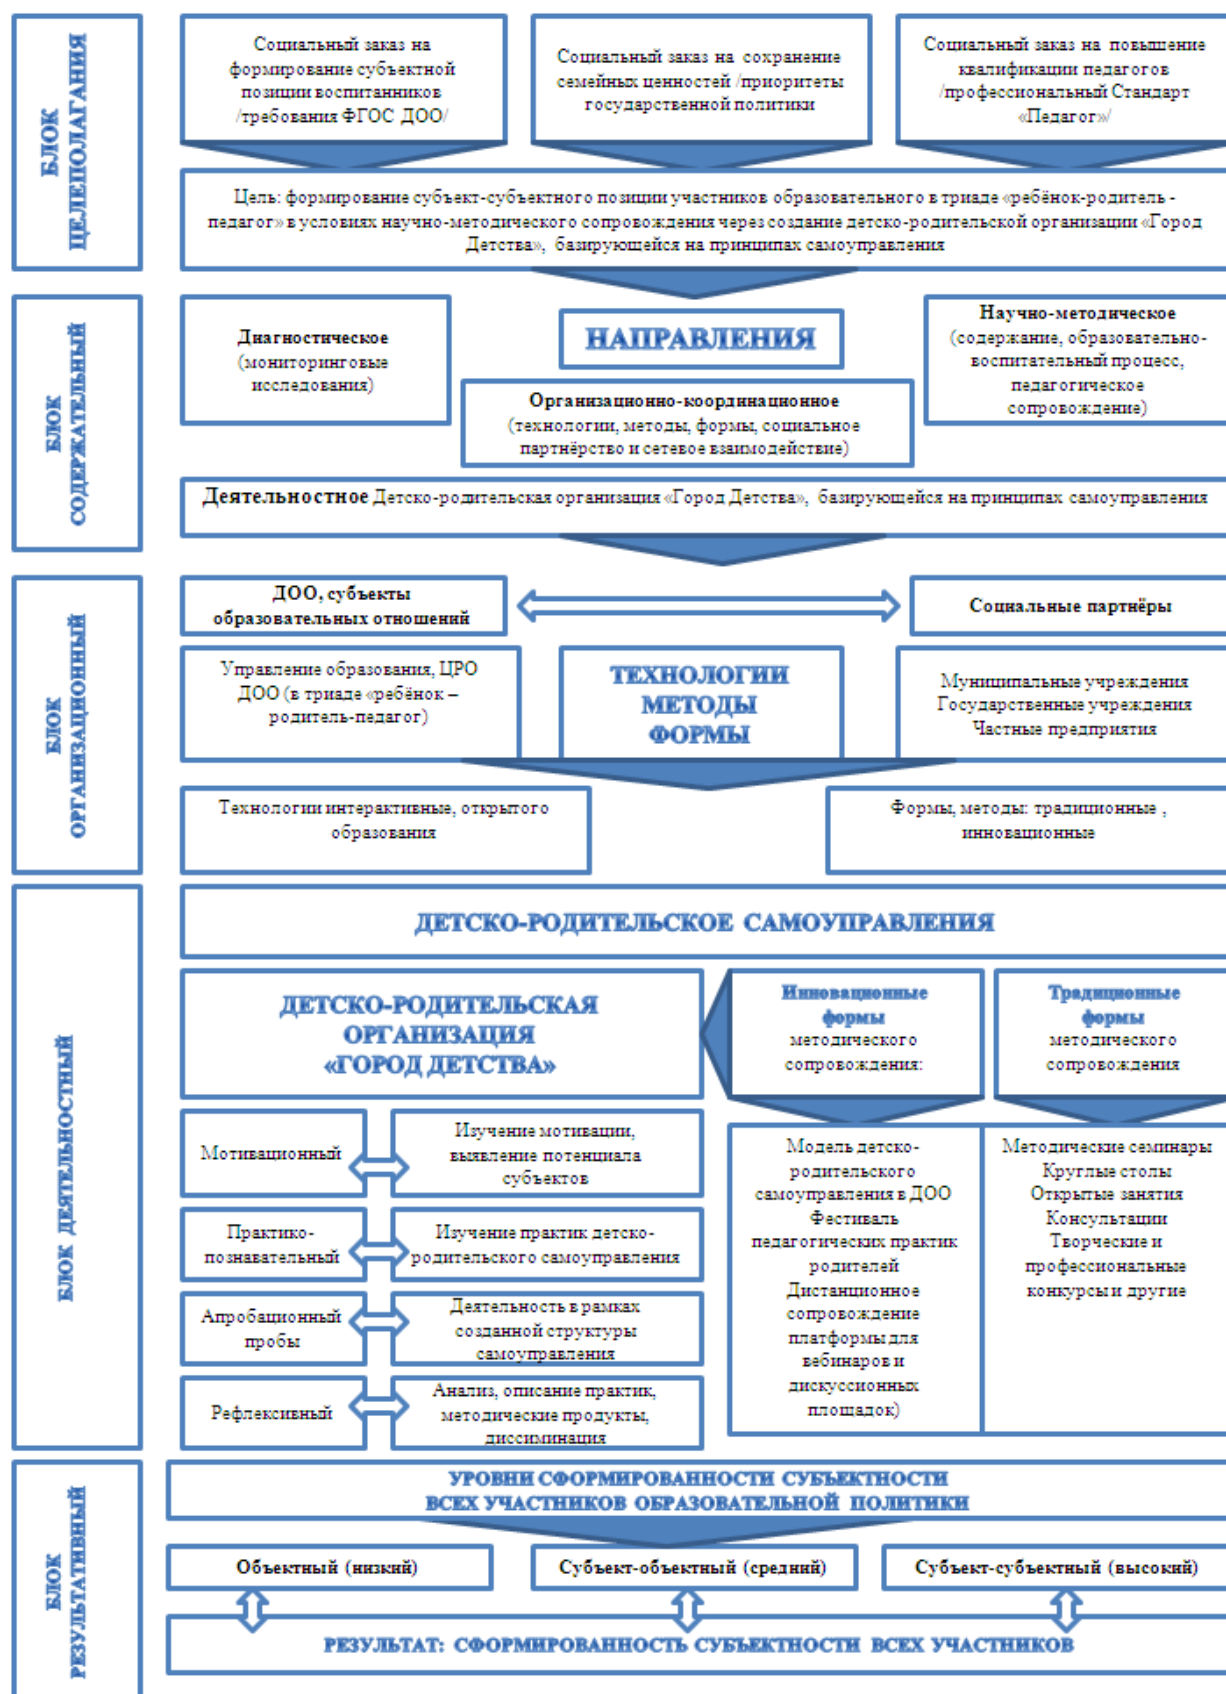 БЛОК
ЦЕЛЕПОЛАГАНИЯ
Социальный заказ на
формирование субъектной
позиции воспитанников
/требования ФГОС ДОО/
Социальный заказ на сохранение
семейных ценностей /приоритеты
государственной политики
Социальный заказ на повышение
квалификации педагогов
/профессиональный Стандарт
«Педагог»/
Цель: формирование субъект-субъектного позиции участников образовательного в триаде «ребёнок-родитель -
педагог» в условиях научно-методического сопровождения через создание детско-родительской организации «Город
Детства», базирующейся на принципах самоуправления
БЛОК
СОДЕРЖАТЕЛЬНЫЙ
Диагностическое
(мониторинговые
исследования)
НАПРАВЛЕНИЯ
Организационно-координационное
(технологии, методы, формы, социальное
партнёрство и сетевое взаимодействие)
Научно-методическое
(содержание, образовательно-
воспитательный процесс,
педагогическое
сопровождение)
Деятельностное Детско-родительская организация «Город Детства», базирующейся на принципах самоуправления
БЛОК
ОРГАНИЗАЦИОННЫЙ
ДОО, субъекты
образовательных отношений
Социальные партнёры
Управление образования, ЦРО
ДОО (в триаде «ребёнок –
родитель-педагог)
ТЕХНОЛОГИИ
МЕТОДЫ
ФОРМЫ
Муниципальные учреждения
Государственные учреждения
Частные предприятия
Технологии интерактивные, открытого
образования
Формы, методы: традиционные ,
инновационные
БЛОК ДЕЯТЕЛЬНОСТНЫЙ
ДЕТСКО-РОДИТЕЛЬСКОЕ САМОУПРАВЛЕНИЯ
ДЕТСКО-РОДИТЕЛЬСКАЯ
ОРГАНИЗАЦИЯ
«ГОРОД ДЕТСТВА»
Инновационные
формы
методического
сопровождения:
Традиционные
формы
методического
сопровождения
Мотивационный
Изучение мотивации,
выявление потенциала
субъектов
Практико-
познавательный
Изучение практик детско-
родительского самоуправления
Апробационный
пробы
Деятельность в рамках
созданной структуры
самоуправления
Рефлексивный
Анализ, описание практик,
методические продукты,
диссиминация
Модель детско-
родительского
самоуправления в ДОО
Фестиваль
педагогических практик
родителей
Дистанционное
сопровождение
платформы для
вебинаров и
дискуссионных
площадок)
Методические семинары
Круглые столы
Открытые занятия
Консультации
Творческие и
профессиональные
конкурсы и другие
БЛОК
РЕЗУЛЬТАТИВНЫЙ
УРОВНИ СФОРМИРОВАННОСТИ СУБЪЕКТНОСТИ
ВСЕХ УЧАСТНИКОВ ОБРАЗОВАТЕЛЬНОЙ ПОЛИТИКИ
Объектный (низкий)
Субъект-объектный (средний)
Субъект-субъектный (высокий)
РЕЗУЛЬТАТ: СФОРМИРОВАННОСТЬ СУБЪЕКТНОСТИ ВСЕХ УЧАСТНИКОВ